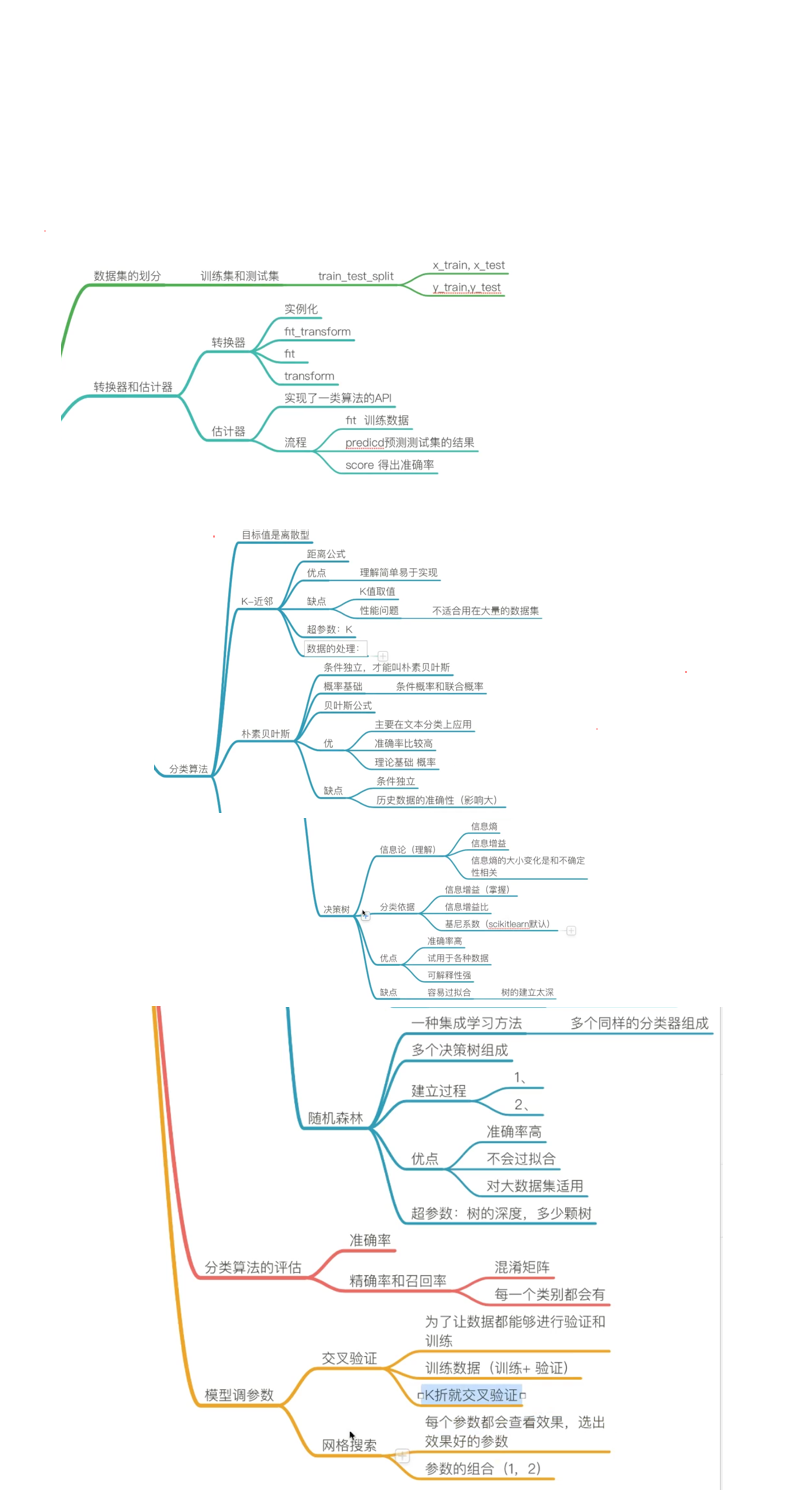 数据集的划分
训练集和测试集
train_test_split
x_train, x_test
y_train,y_test
转换器和估计器
转换器
实例化
fit_transform
fit
transform
估计器
实现了一类算法的API
流程
fit 训练数据
predicd预测测试集的结果
score 得出准确率
分类算法
目标值是离散型
K-近邻
距离公式
优点
理解简单易于实现
缺点
K值取值
性能问题
不适合用在大量的数据集
超参数：K
数据的处理：
朴素贝叶斯
条件独立，才能叫朴素贝叶斯
概率基础
条件概率和联合概率
贝叶斯公式
优
主要在文本分类上应用
准确率比较高
理论基础 概率
缺点
条件独立
历史数据的准确性（影响大）
决策树
信息论（理解）
信息熵
信息增益
信息熵的大小变化是和不确定
性相关
分类依据
信息增益（掌握）
信息增益比
基尼系数（scikitlearn默认）
优点
准确率高
试用于各种数据
可解释性强
缺点
容易过拟合
树的建立太深
随机森林
一种集成学习方法
多个同样的分类器组成
多个决策树组成
建立过程
1、
2、
优点
准确率高
不会过拟合
对大数据集适用
超参数：树的深度，多少颗树
分类算法的评估
准确率
精确率和召回率
混淆矩阵
每一个类别都会有
模型调参数
交叉验证
为了让数据都能够进行验证和
训练
训练数据（训练+ 验证）
K折就交叉验证
网格搜索
每个参数都会查看效果，选出
效果好的参数
参数的组合（1，2）